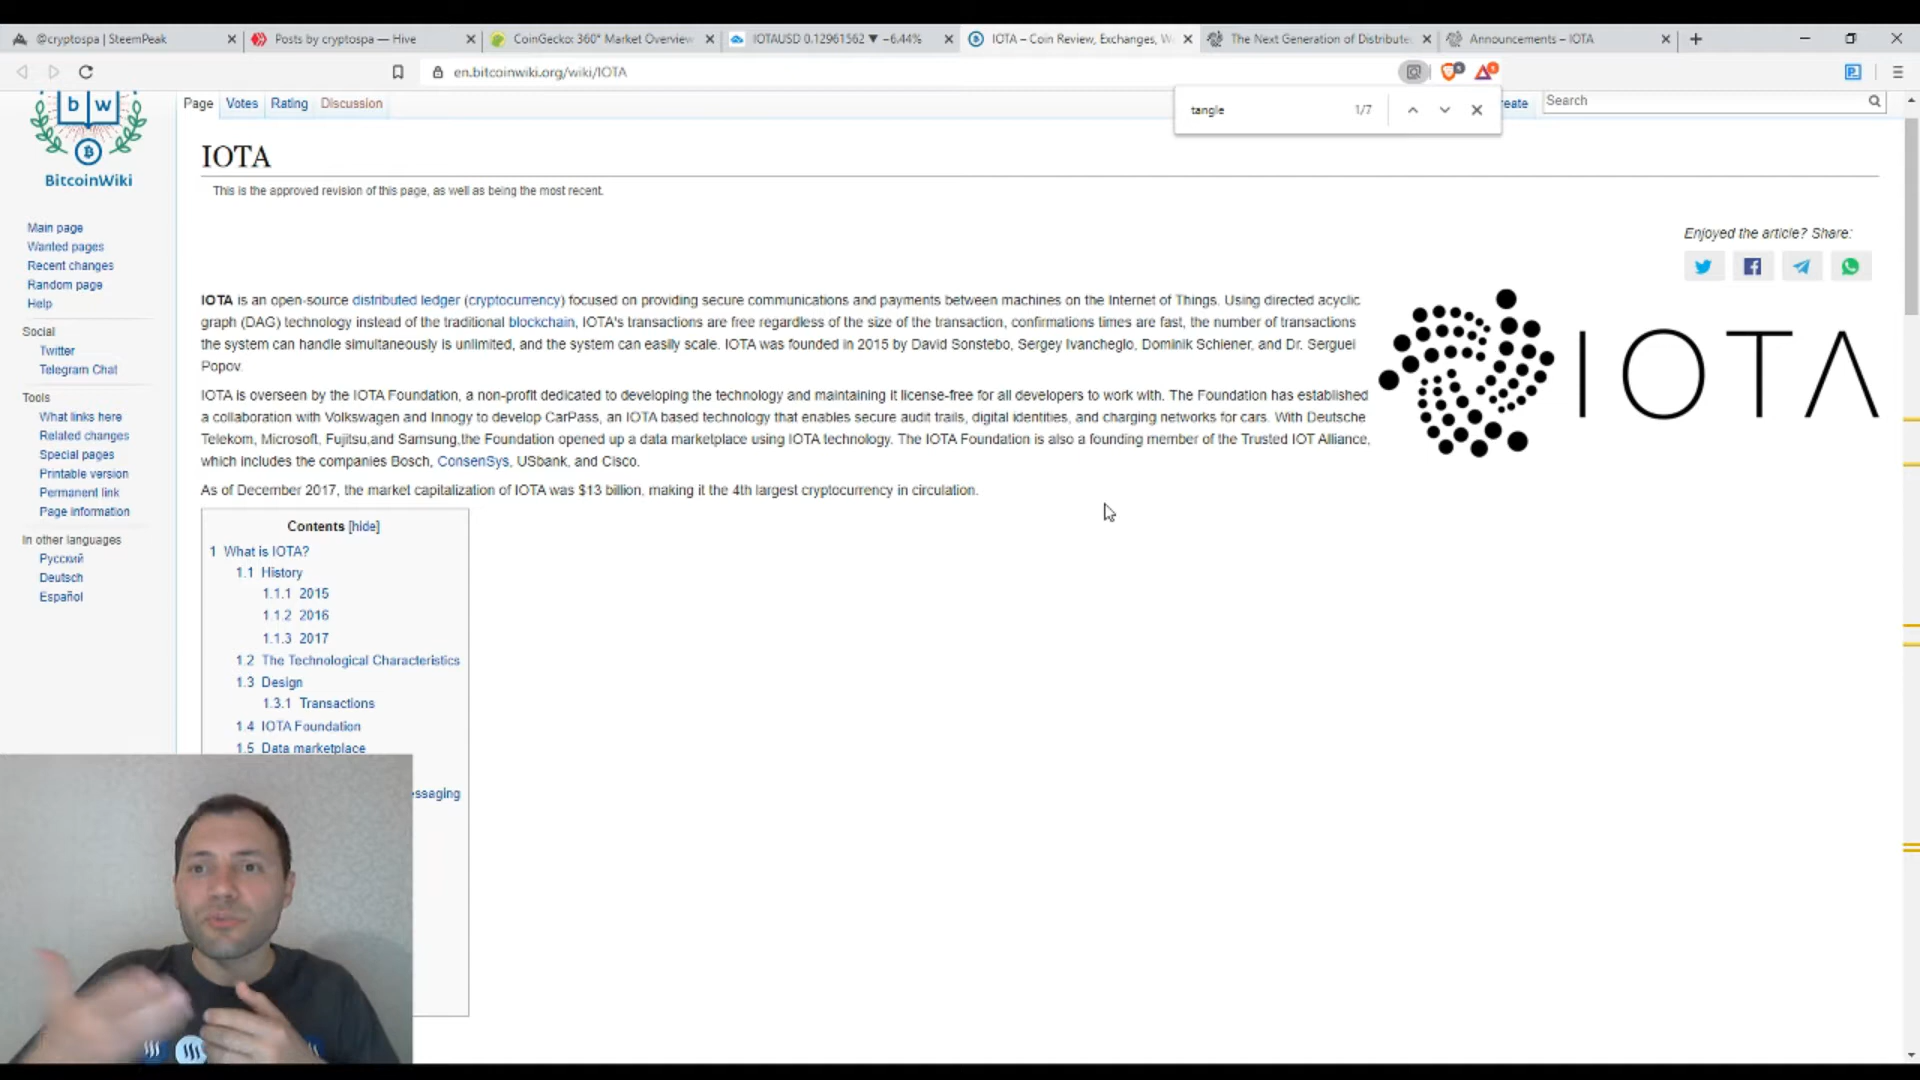 @cryptospa | SteemPeak
Posts by cryptospa — Hive
CoinGecko: 360° Market Overview
IOTAUSD 0.12961562 ▼ −6.44%
IOTA – Coin Review, Exchanges, W
The Next Generation of Distribute
Announcements – IOTA
en.bitcoinwiki.org/wiki/IOTA
tangle 1/7
eate
Search
b w
BitcoinWiki
Page Votes Rating Discussion
IOTA
This is the approved revision of this page, as well as being the most recent.
Main page
Wanted pages
Recent changes
Random page
Help
Social
Twitter
Telegram Chat
Tools
What links here
Related changes
Special pages
Printable version
Permanent link
Page information
In other languages
Русский
Deutsch
Español
Enjoyed the article? Share:
IOTA is an open-source distributed ledger (cryptocurrency) focused on providing secure communications and payments between machines on the Internet of Things. Using directed acyclic
graph (DAG) technology instead of the traditional blockchain, IOTA's transactions are free regardless of the size of the transaction, confirmations times are fast, the number of transactions
the system can handle simultaneously is unlimited, and the system can easily scale. IOTA was founded in 2015 by David Sonstebo, Sergey Ivancheglo, Dominik Schiener, and Dr. Serguei
Popov.
IOTA is overseen by the IOTA Foundation, a non-profit dedicated to developing the technology and maintaining it license-free for all developers to work with. The Foundation has established
a collaboration with Volkswagen and Innogy to develop CarPass, an IOTA based technology that enables secure audit trails, digital identities, and charging networks for cars. With Deutsche
Telekom, Microsoft, Fujitsu,and Samsung,the Foundation opened up a data marketplace using IOTA technology. The IOTA Foundation is also a founding member of the Trusted IOT Alliance,
which includes the companies Bosch, ConsenSys, USbank, and Cisco.
As of December 2017, the market capitalization of IOTA was $13 billion, making it the 4th largest cryptocurrency in circulation.
IOTA
Contents [hide]
1 What is IOTA?
1.1 History
1.1.1 2015
1.1.2 2016
1.1.3 2017
1.2 The Technological Characteristics
1.3 Design
1.3.1 Transactions
1.4 IOTA Foundation
1.5 Data marketplace
essaging